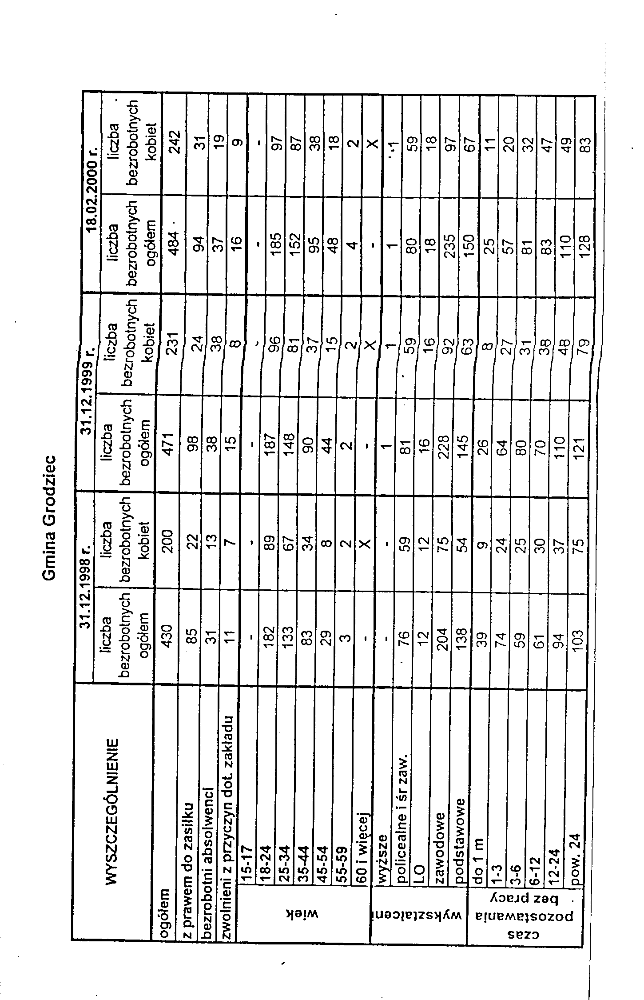 Gmina Grodziec
WYSZCZEGÓLNIENIE 31.12.1998 r. 31.12.1999 r. 18.02.2000 r.
liczba bezrobotnych ogółem liczba bezrobotnych kobiet liczba bezrobotnych ogółem liczba bezrobotnych kobiet liczba bezrobotnych ogółem liczba bezrobotnych kobiet
ogółem 430 200 471 231 484 242
z prawem do zasiłku 85 22 98 24 94 31
bezrobotni absolwenci 31 13 38 38 37 19
zwolnieni z przyczyn dot. zakładu 11 7 15 8 16 9
wiek
15-17 - - - - - -
18-24 182 89 187 96 185 97
25-34 133 67 148 81 152 87
35-44 83 34 90 37 95 38
45-54 29 8 44 15 48 18
55-59 3 2 2 2 4 2
60 i więcej - X - X - X
wykształceni
wyższe - - 1 1 1 1
policealne i śr zaw. 76 59 81 59 80 59
LO 12 12 16 16 18 18
zawodowe 204 75 228 92 235 97
podstawowe 138 54 145 63 150 67
czas
pozostawania
bez pracy
do 1 m 39 9 26 8 25 11
1-3 74 24 64 27 57 20
3-6 59 25 80 31 81 32
6-12 61 30 70 38 83 47
12-24 94 37 110 48 110 49
pow. 24 103 75 121 79 128 83